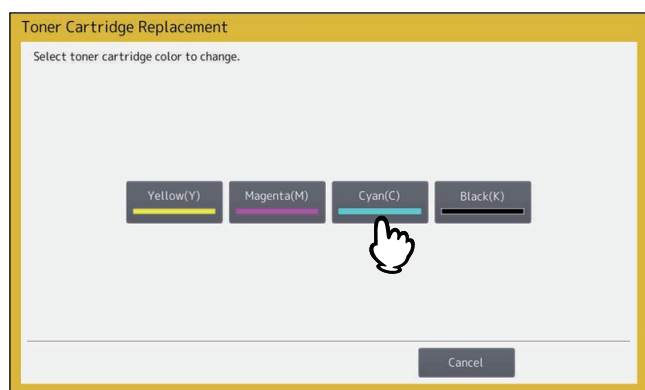 Toner Cartridge Replacement
Select toner cartridge color to change.
Yellow(Y) Magenta(M) Cyan(C) Black(K)
Cancel